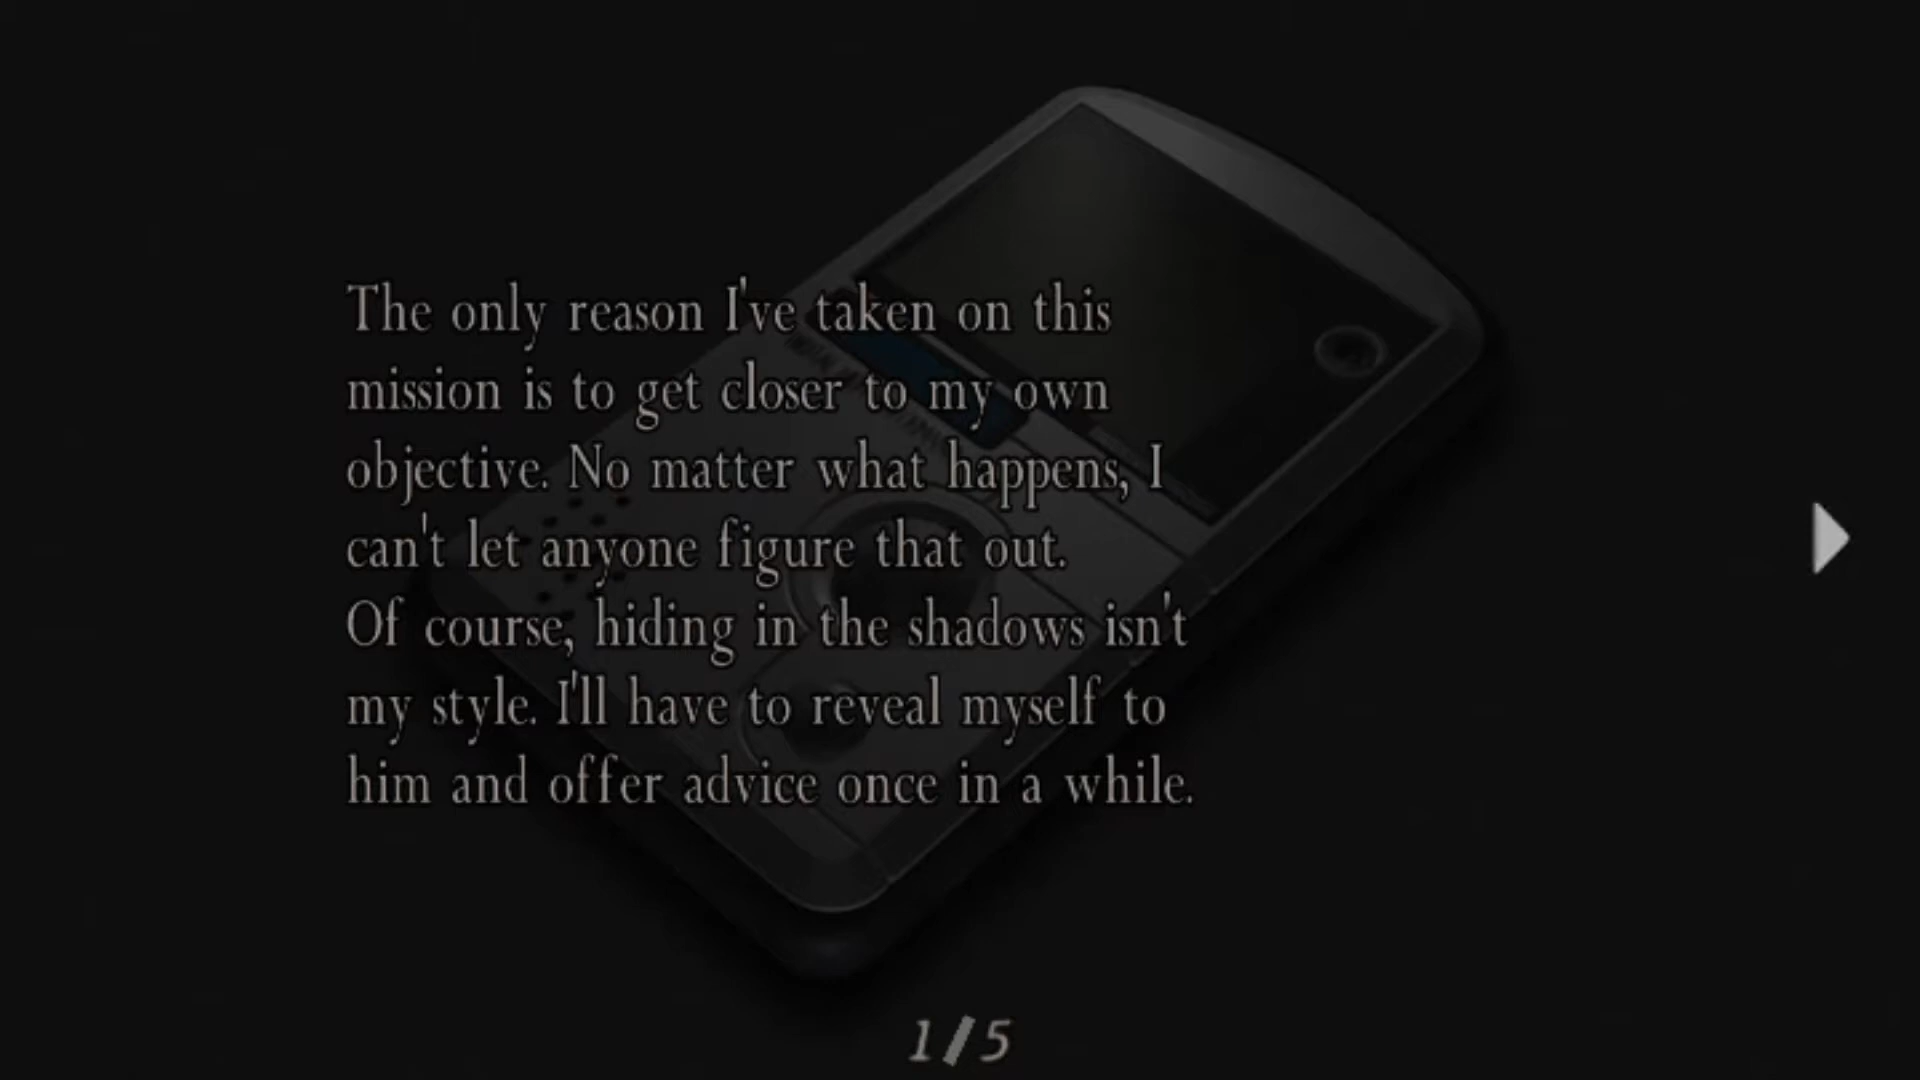 The only reason I've taken on this
mission is to get closer to my own
objective. No matter what happens, I
can't let anyone figure that out.
Of course, hiding in the shadows isn't
my style. I'll have to reveal myself to
him and offer advice once in a while.
1/5